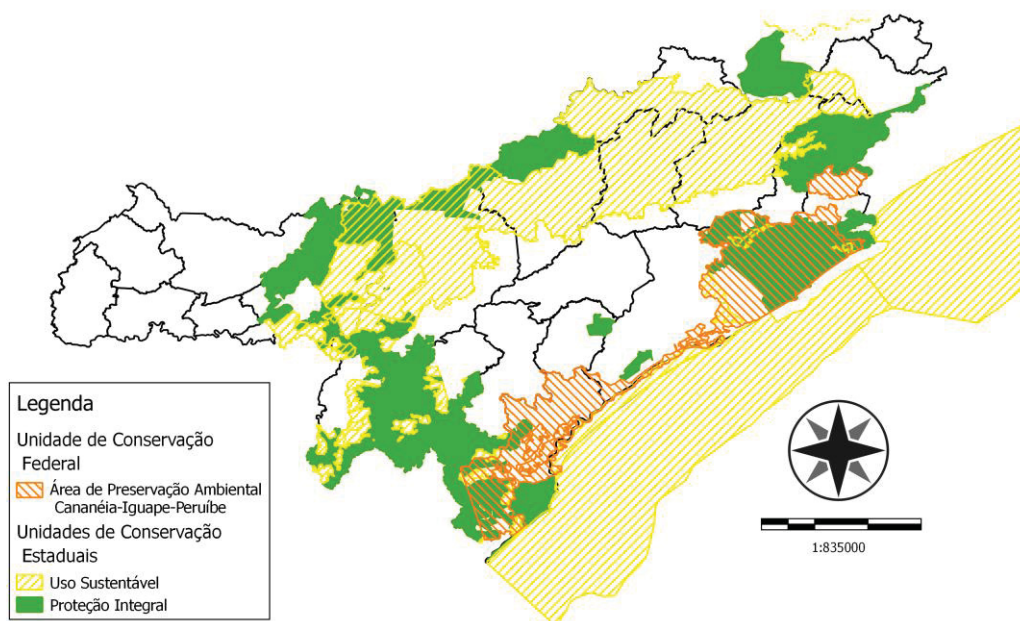 Legenda
Unidade de Conservação
Federal
Área de Preservação Ambiental
Cananéia-Iguape-Peruíbe
Unidades de Conservação
Estaduais
Uso Sustentável
Proteção Integral
1:835000